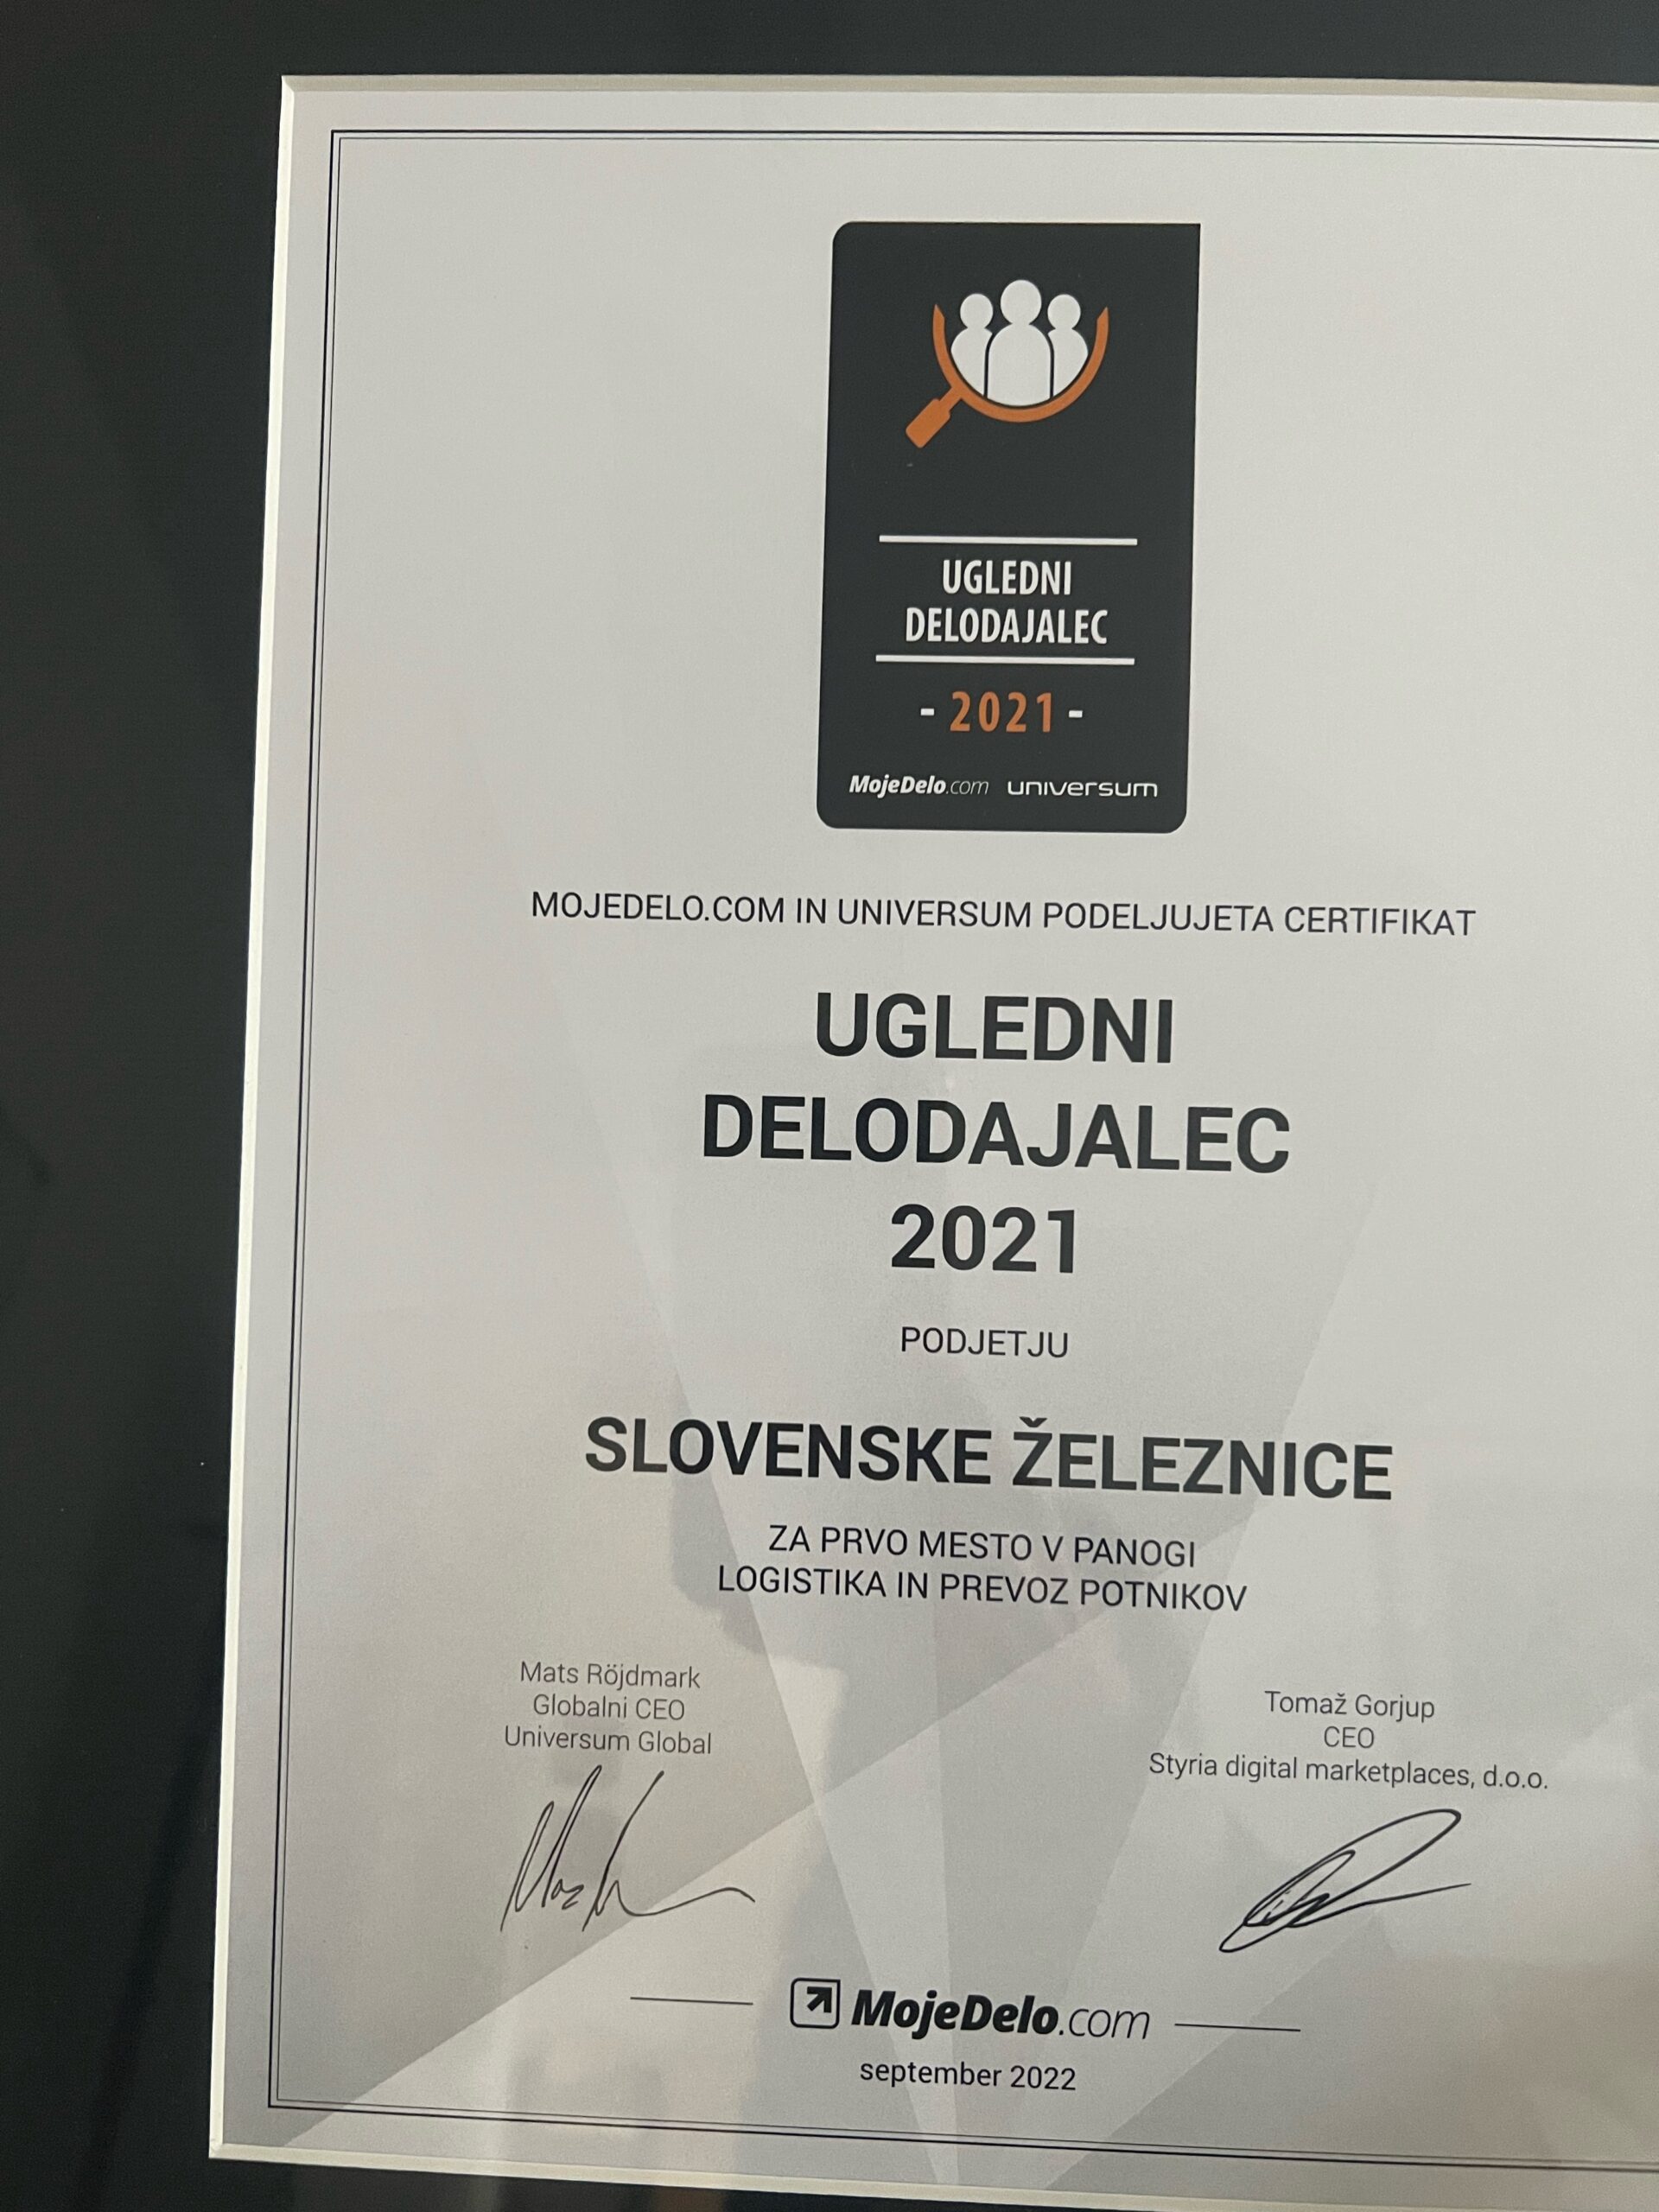 UGLEDNI
DELODAJALEC
- 2021 -
MojeDelo.com universum
MOJEDELO.COM IN UNIVERSUM PODELJUJETA CERTIFIKAT
UGLEDNI
DELODAJALEC
2021
PODJETJU
SLOVENSKE ŽELEZNICE
ZA PRVO MESTO V PANOGI
LOGISTIKA IN PREVOZ POTNIKOV
Mats Röjdmark
Globalni CEO
Universum Global
Tomaž Gorjup
CEO
Styria digital marketplaces, d.o.o.
MojeDelo.com
september 2022